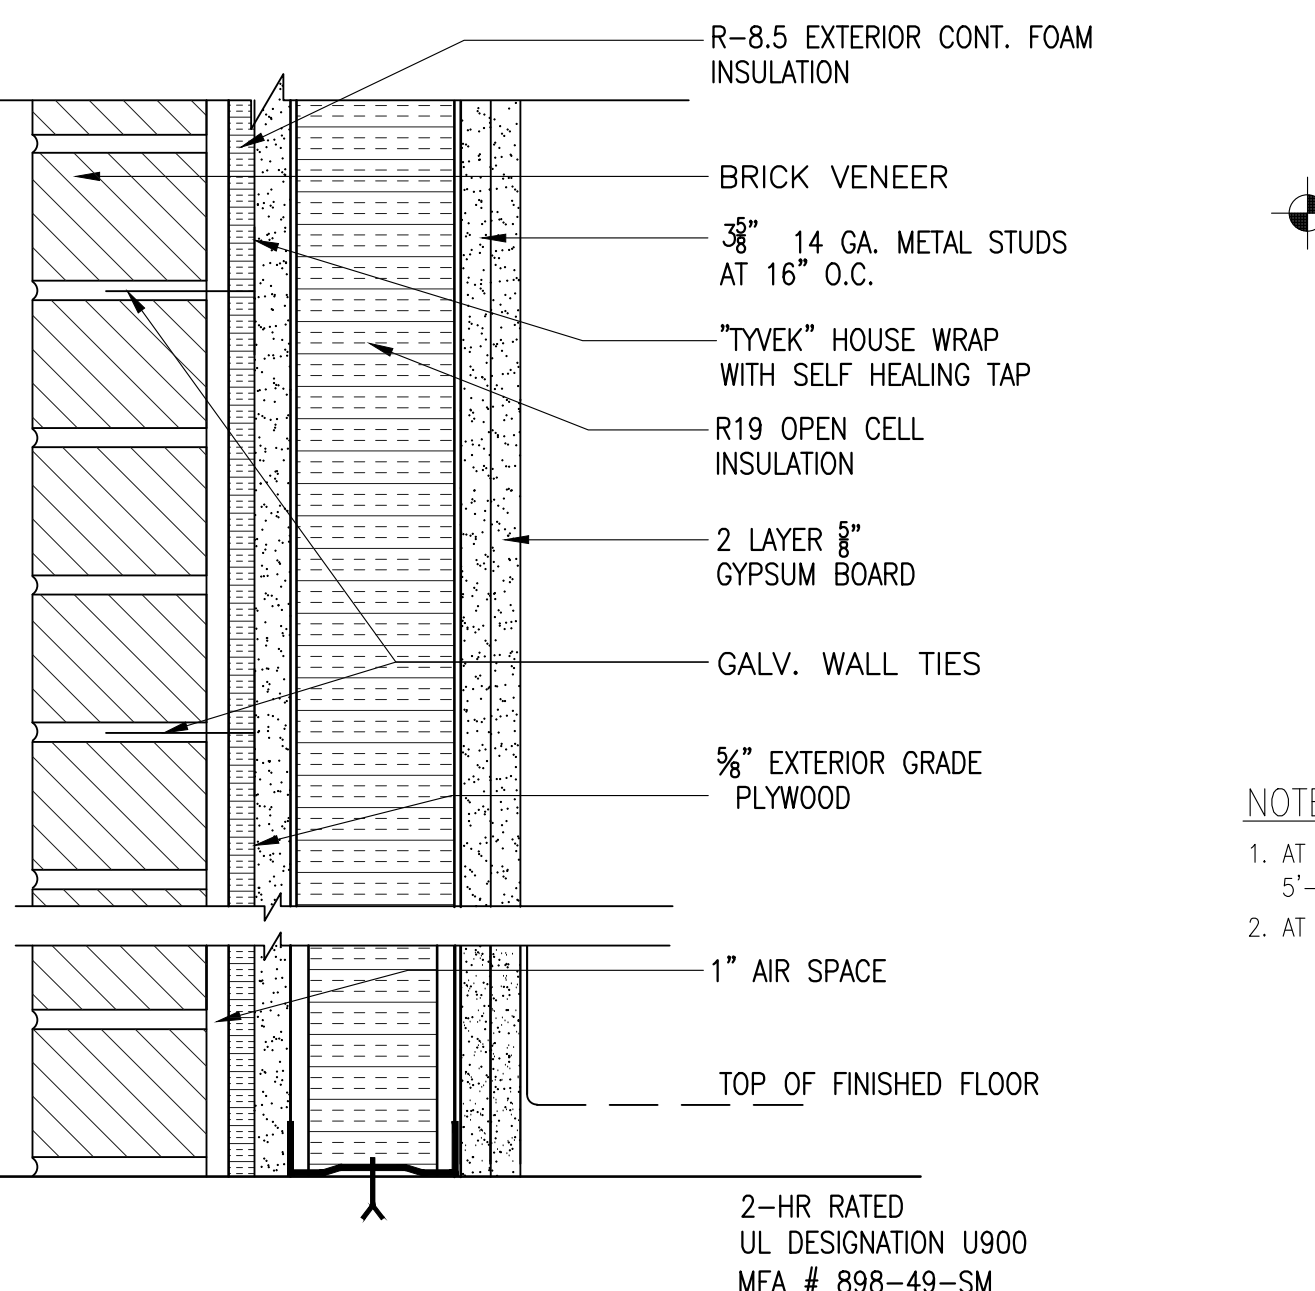 R-8.5 EXTERIOR CONT. FOAM
INSULATION
BRICK VENEER
3⅝" 14 GA. METAL STUDS
AT 16" O.C.
"TYVEK" HOUSE WRAP
WITH SELF HEALING TAP
R19 OPEN CELL
INSULATION
2 LAYER ⅝"
GYPSUM BOARD
GALV. WALL TIES
⅝" EXTERIOR GRADE
PLYWOOD
1" AIR SPACE
TOP OF FINISHED FLOOR
2-HR RATED
UL DESIGNATION U900
MEA # 898-49-SM
1. AT
5'-
2. AT